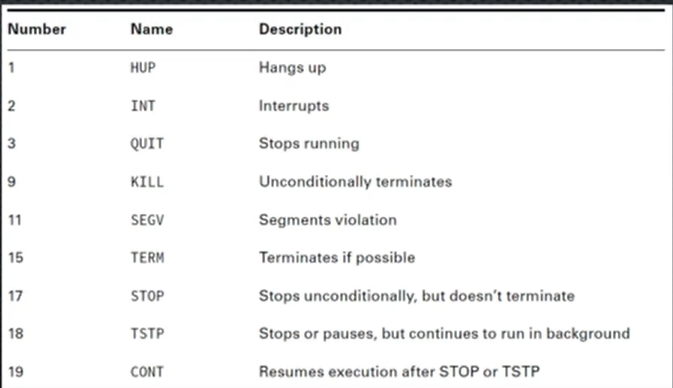 Number Name Description
1 HUP Hangs up
2 INT Interrupts
3 QUIT Stops running
9 KILL Unconditionally terminates
11 SEGV Segments violation
15 TERM Terminates if possible
17 STOP Stops unconditionally, but doesn't terminate
18 TSTP Stops or pauses, but continues to run in background
19 CONT Resumes execution after STOP or TSTP